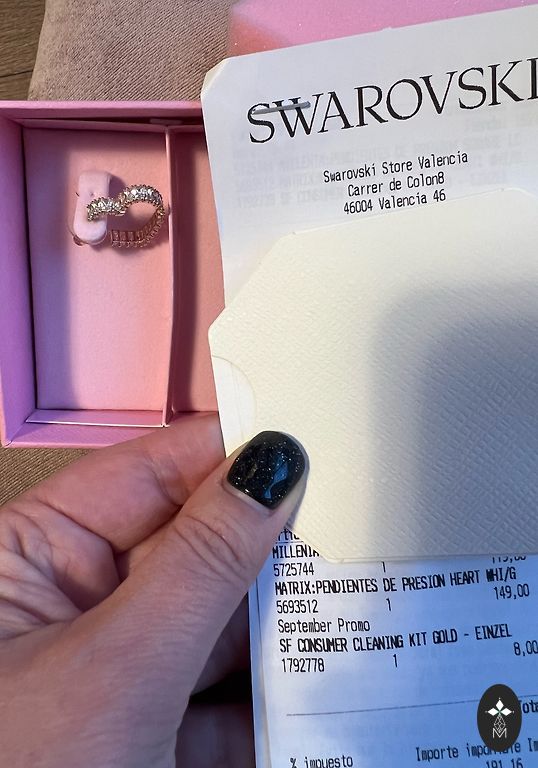 SWAROVSKI
Swarovski Store Valencia
Carrer de Colon8
46004 Valencia 46
MILLENIA
5725744 1
MATRIX:PENDIENTES DE PRESION HEART WHI/G
5693512 1 149,00
September Promo
SF CONSUMER CLEANING KIT GOLD - EINZEL
1792778 1 8,00
% impuesto Importe